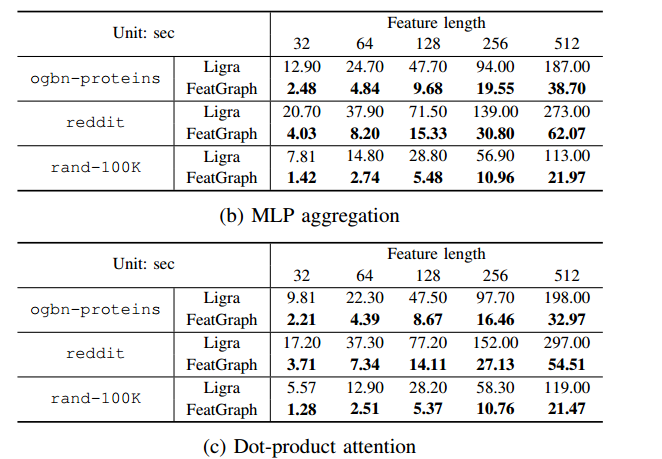 Unit: sec Feature length
32 64 128 256 512
ogbn-proteins Ligra 12.90 24.70 47.70 94.00 187.00
FeatGraph 2.48 4.84 9.68 19.55 38.70
reddit Ligra 20.70 37.90 71.50 139.00 273.00
FeatGraph 4.03 8.20 15.33 30.80 62.07
rand-100K Ligra 7.81 14.80 28.80 56.90 113.00
FeatGraph 1.42 2.74 5.48 10.96 21.97
(b) MLP aggregation
Unit: sec Feature length
32 64 128 256 512
ogbn-proteins Ligra 9.81 22.30 47.50 97.70 198.00
FeatGraph 2.21 4.39 8.67 16.46 32.97
reddit Ligra 17.20 37.30 77.20 152.00 297.00
FeatGraph 3.71 7.34 14.11 27.13 54.51
rand-100K Ligra 5.57 12.90 28.20 58.30 119.00
FeatGraph 1.28 2.51 5.37 10.76 21.47
(c) Dot-product attention